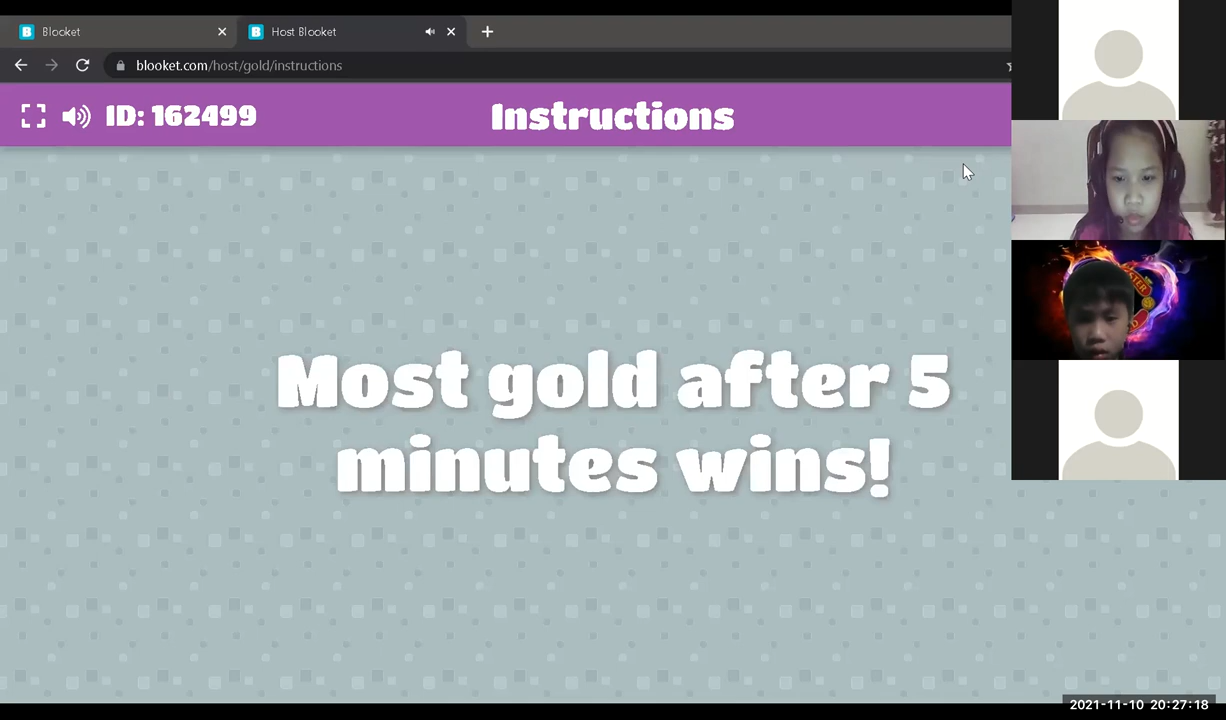 Blooket
Host Blooket
blooket.com/host/gold/instructions
ID: 162499
Instructions
Most gold after 5
minutes wins!
2021-11-10 20:27:18